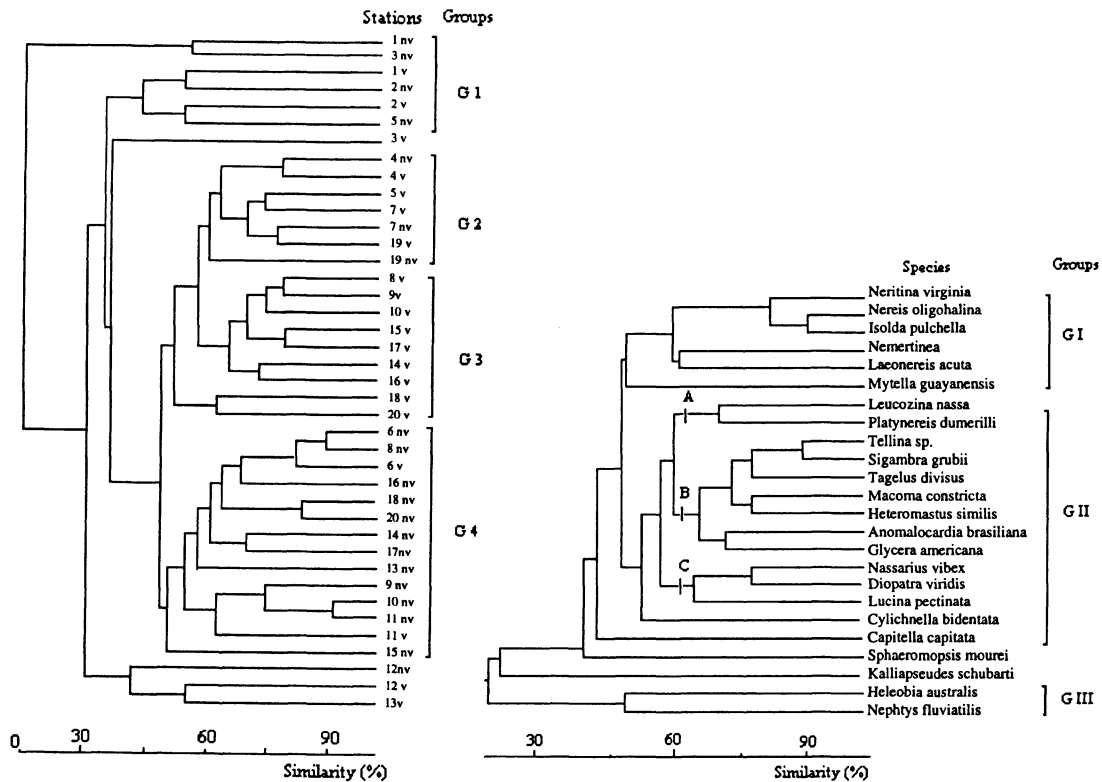 Stations Groups
1 nv
3 nv
1 v
2 nv
2 v
5 nv
G 1
3 v
4 nv
4 v
5 v
7 v
7 nv
19 v
19 nv
G2
8 v
9v
10 v
15 v
17 v
14 v
16 v
18 v
20 v
G 3
6 nv
8 nv
6 v
16 nv
18 nv
20 nv
14 nv
17nv
13 nv
9 nv
10 nv
11 nv
11 v
15 nv
G 4
12nv
12 v
13v
0 30 60 90
Similarity (%)
Species Groups
Neritina virginia
Nereis oligohalina
Isolda pulchella
Nemertinea
Laeonereis acuta
Mytella guayanensis
G I
A
Leucozina nassa
Platynereis dumerilli
Tellina sp.
Sigambra grubii
Tagelus divisus
B
Macoma constricta
Heteromastus similis
Anomalocardia brasiliana
Glycera americana
C
Nassarius vibex
Diopatra viridis
Lucina pectinata
Cylichnella bidentata
Capitella capitata
G II
Sphaeromopsis mourei
Kalliapseudes schubarti
Heleobia australis
Nephtys fluviatilis
G III
30 60 90
Similarity (%)